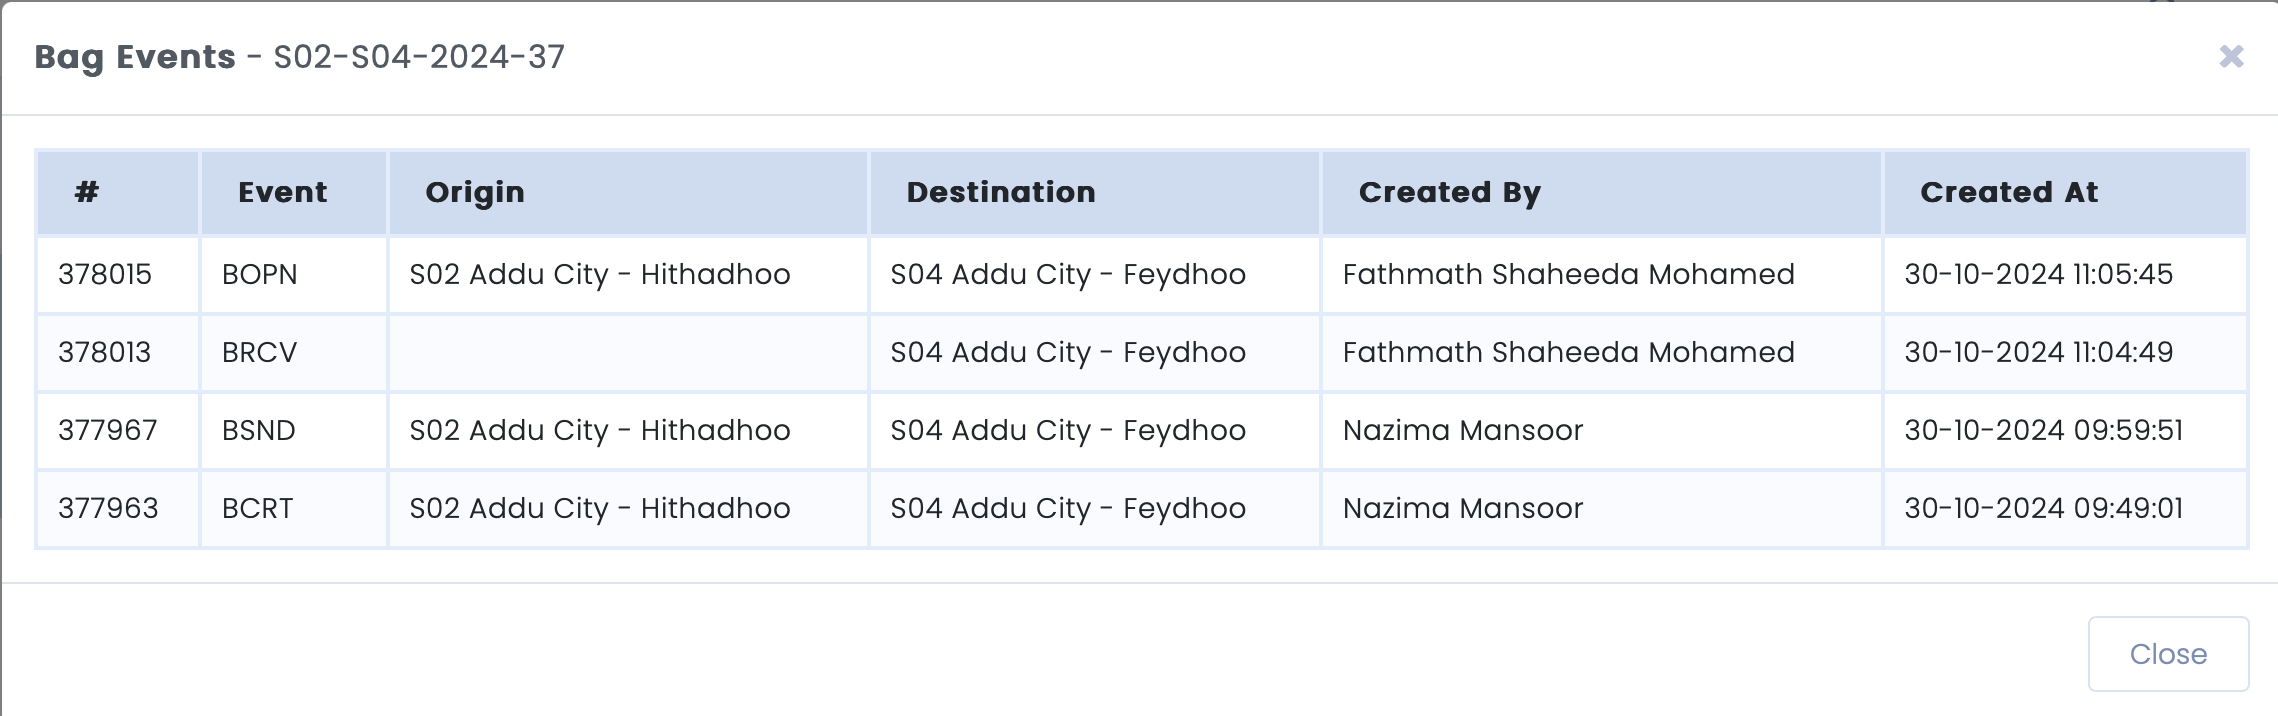 Bag Events - S02-S04-2024-37
# Event Origin Destination Created By Created At
378015 BOPN S02 Addu City - Hithadhoo S04 Addu City - Feydhoo Fathmath Shaheeda Mohamed 30-10-2024 11:05:45
378013 BRCV S04 Addu City - Feydhoo Fathmath Shaheeda Mohamed 30-10-2024 11:04:49
377967 BSND S02 Addu City - Hithadhoo S04 Addu City - Feydhoo Nazima Mansoor 30-10-2024 09:59:51
377963 BCRT S02 Addu City - Hithadhoo S04 Addu City - Feydhoo Nazima Mansoor 30-10-2024 09:49:01
Close